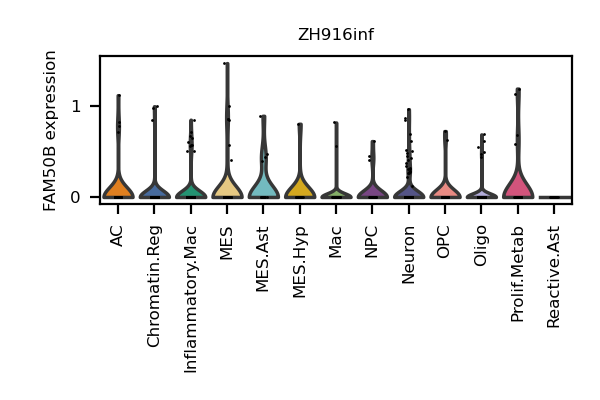 ZH916inf
FAM50B expression
1
0
AC
Chromatin.Reg
Inflammatory.Mac
MES
MES.Ast
MES.Hyp
Mac
NPC
Neuron
OPC
Oligo
Prolif.Metab
Reactive.Ast